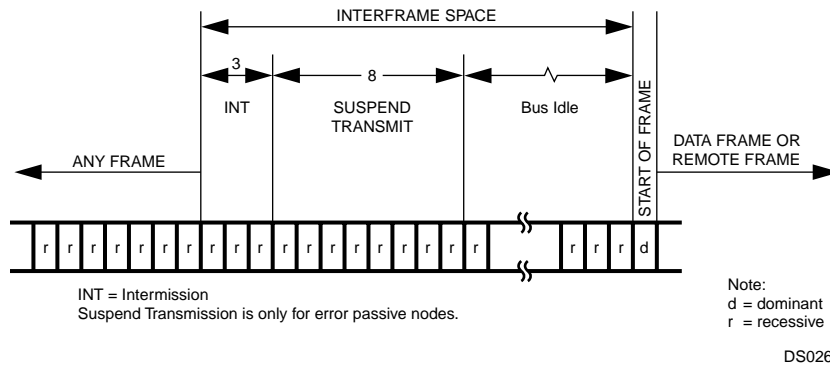 INTERFRAME SPACE
3
8
INT
SUSPEND
TRANSMIT
Bus Idle
START OF FRAME
ANY FRAME
DATA FRAME OR
REMOTE FRAME
r r r r r r r r r r r r r r r r r r r r r r d
INT = Intermission
Suspend Transmission is only for error passive nodes.
Note:
d = dominant
r = recessive
DS026